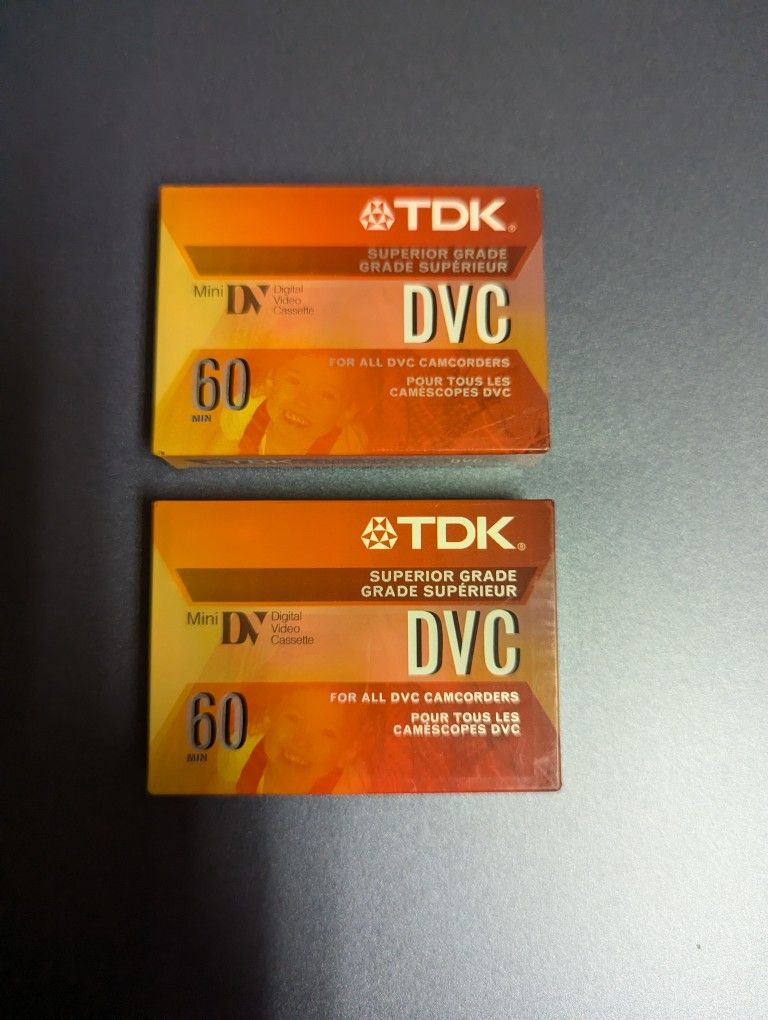 TDK®
SUPERIOR GRADE
GRADE SUPÉRIEUR
Mini DV Digital
Video
Cassette
DVC
60
MIN
FOR ALL DVC CAMCORDERS
POUR TOUS LES
CAMÉSCOPES DVC
TDK
DVC
TDK®
SUPERIOR GRADE
GRADE SUPÉRIEUR
Mini DV Digital
Video
Cassette
DVC
60
MIN
FOR ALL DVC CAMCORDERS
POUR TOUS LES
CAMÉSCOPES DVC